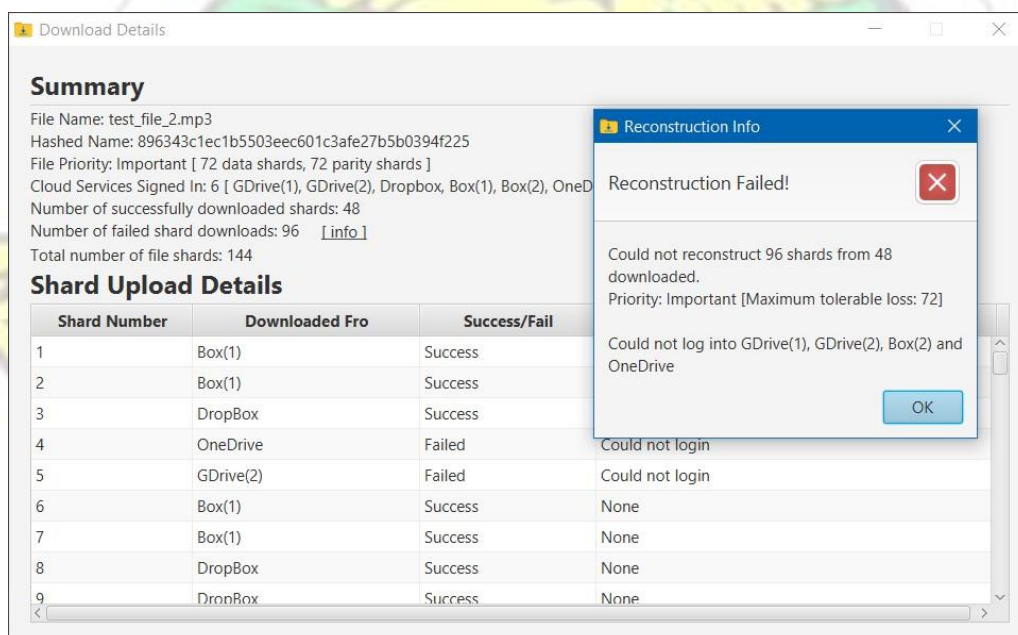 Download Details
Summary
File Name: test_file_2.mp3
Hashed Name: 896343c1ec1b5503eec601c3afe27b5b0394f225
File Priority: Important [ 72 data shards, 72 parity shards ]
Cloud Services Signed In: 6 [ GDrive(1), GDrive(2), Dropbox, Box(1), Box(2), OneD
Number of successfully downloaded shards: 48
Number of failed shard downloads: 96 [ info ]
Total number of file shards: 144
Shard Upload Details
Shard Number Downloaded Fro Success/Fail
1 Box(1) Success
2 Box(1) Success
3 DropBox Success
4 OneDrive Failed Could not login
5 GDrive(2) Failed Could not login
6 Box(1) Success None
7 Box(1) Success None
8 DropBox Success None
9 DropBox Success None
Reconstruction Info
Reconstruction Failed!
Could not reconstruct 96 shards from 48
downloaded.
Priority: Important [Maximum tolerable loss: 72]
Could not log into GDrive(1), GDrive(2), Box(2) and
OneDrive
OK